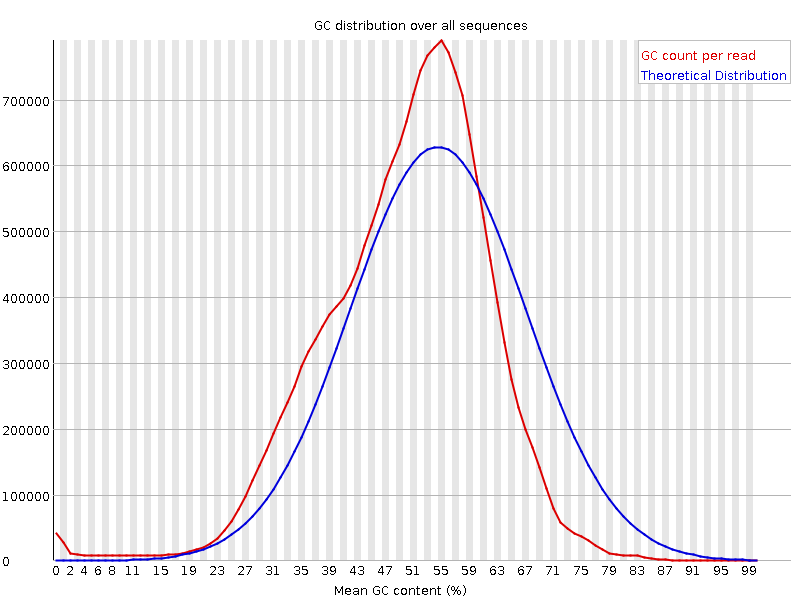 GC distribution over all sequences
GC count per read
Theoretical Distribution
700000
600000
500000
400000
300000
200000
100000
0
0 2 4 6 8 11 15 19 23 27 31 35 39 43 47 51 55 59 63 67 71 75 79 83 87 91 95 99
Mean GC content (%)